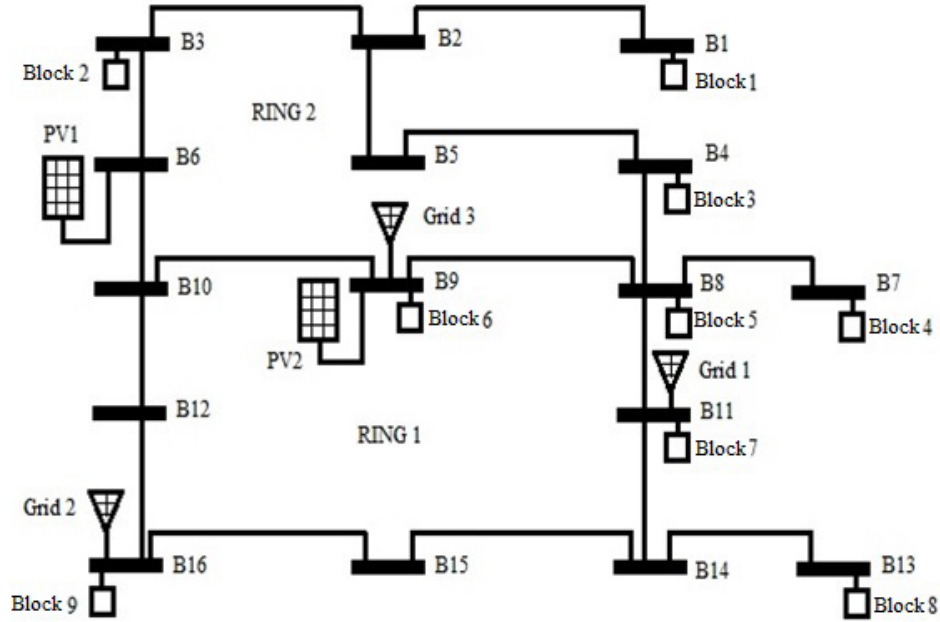 B3
B2
B1
Block 2
Block 1
RING 2
PV1
B6
B5
B4
Block 3
Grid 3
B10
B9
B8
B7
Block 6
Block 5
Block 4
PV2
Grid 1
B12
B11
RING 1
Block 7
Grid 2
B16
B15
B14
B13
Block 9
Block 8